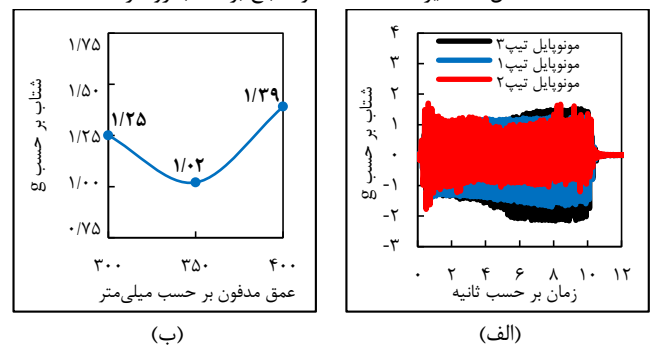 ۴
۳
۲
۱
۰
-۱
-۲
-۳
مونوپایل تیپ۳
مونوپایل تیپ۱
مونوپایل تیپ۲
شتاب بر حسب g
۰ ۲ ۴ ۶ ۸ ۱۰ ۱۲
زمان بر حسب ثانیه
(الف)
۱/۷۵
۱/۵۰
۱/۲۵
۱/۰۰
۰/۷۵
۱/۲۵
۱/۰۲
۱/۳۹
شتاب بر حسب g
۳۰۰ ۳۵۰ ۴۰۰
عمق مدفون بر حسب میلی‌متر
(ب)